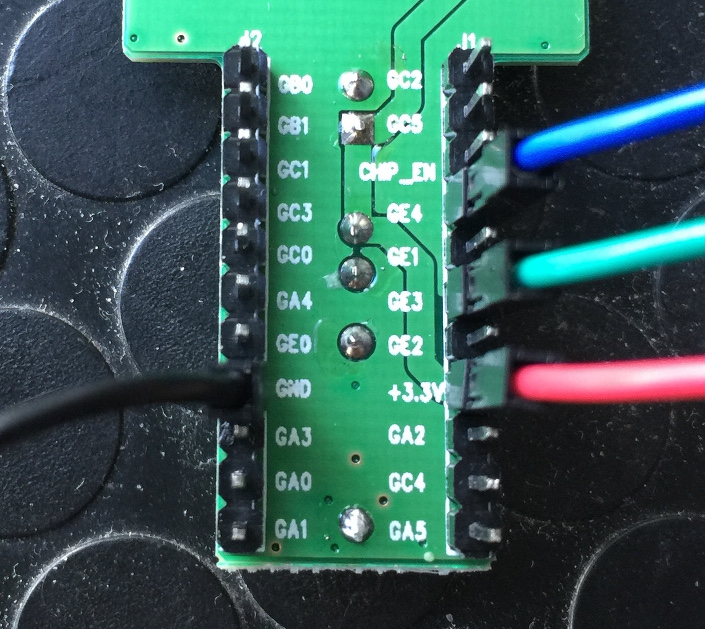 J2 J1
GB0 GC2
GB1 GC5
GC1 CHIP_EN
GC3 GE4
GC0 GE1
GA4 GE3
GE0 GE2
GND +3.3V
GA3 GA2
GA0 GC4
GA1 GA5